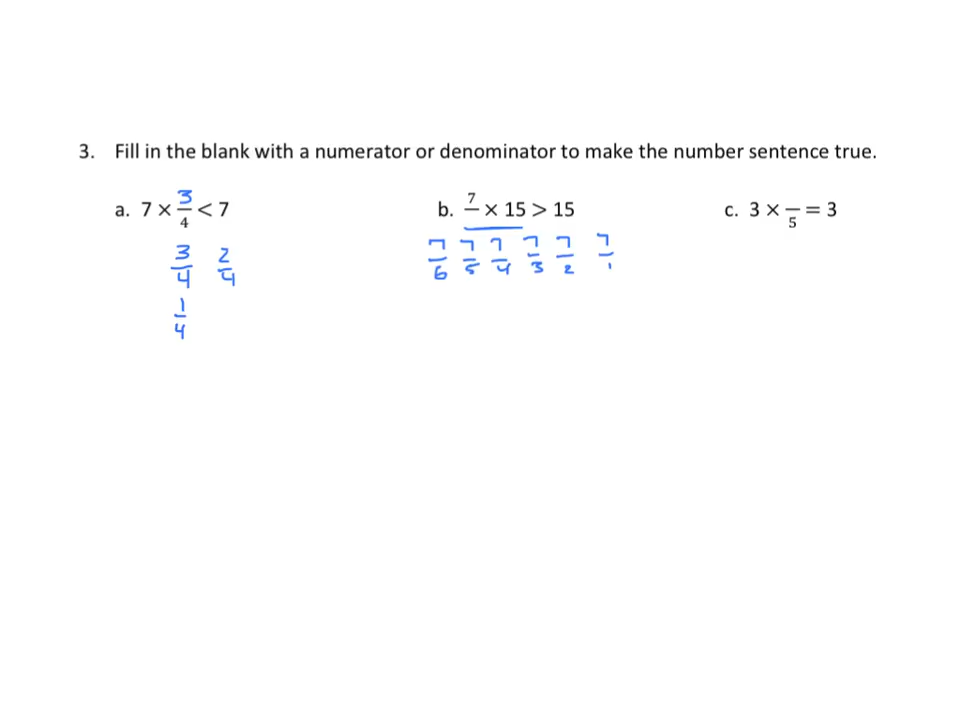 3. Fill in the blank with a numerator or denominator to make the number sentence true.
a. 7 × 3/4 < 7
b. 7/ × 15 > 15
c. 3 × /5 = 3
3/4 2/4
7/6 7/5 7/4 7/3 7/2 7/1
1/4